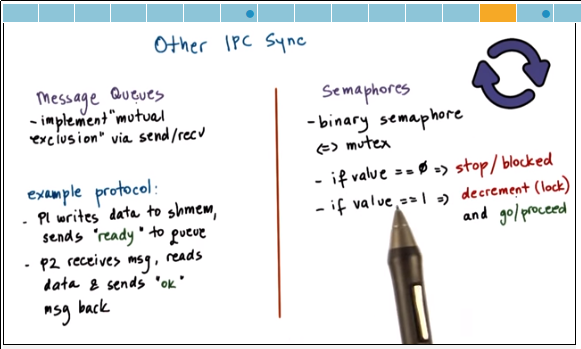 Other IPC Sync
Message Queues
- implement "mutual
exclusion" via send/recv
example protocol:
- P1 writes data to shmem,
sends "ready" to queue
- P2 receives msg, reads
data & sends "ok"
msg back
Semaphores
- binary semaphore
<=> mutex
- if value == 0 => stop/blocked
- if value == 1 => decrement (lock)
and go/proceed